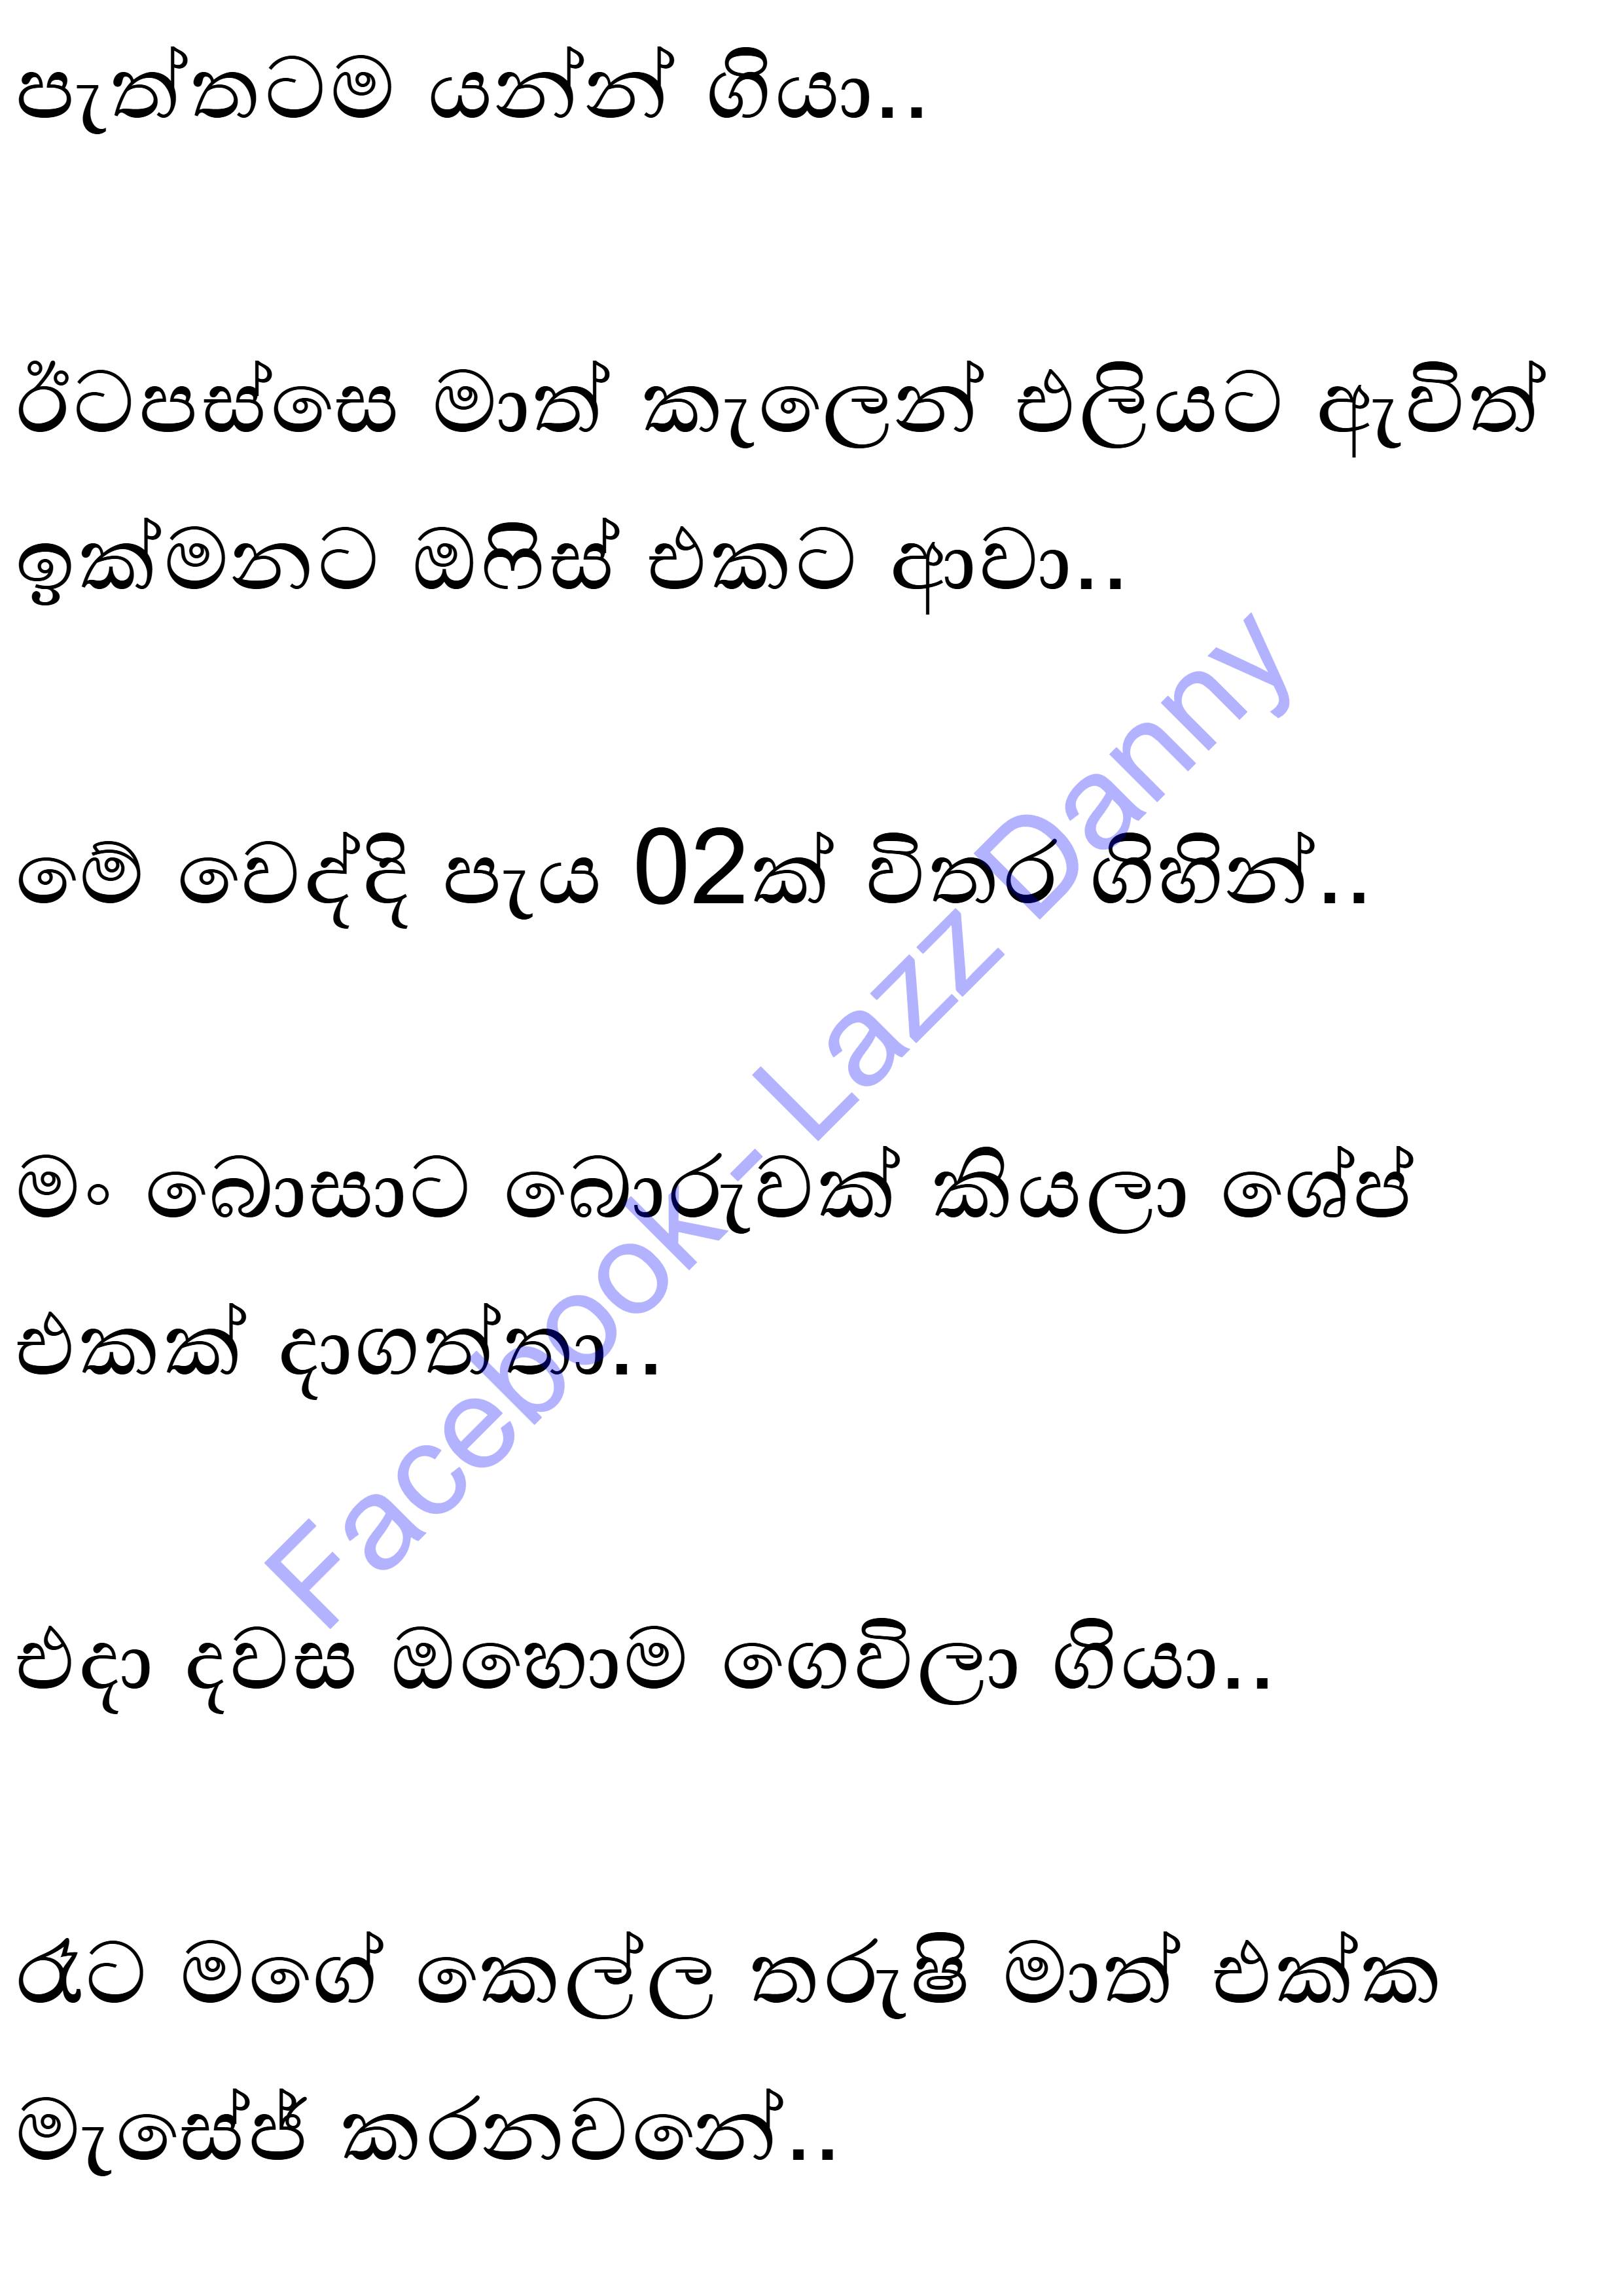 පැත්තටම යන්න් ගියා..
ඊටපස්සෙ මාත් කැලෙන් එලියට ඇවිත්
ඉක්මනට ඔෆිස් එකට ආවා..
මේ වෙද්දි පැය 02ක් විතර ගිහින්..
මං බොසාට බොරුවක් කියලා ශේප්
එකක් දාගත්තා..
එදා දවස ඔහොම ගෙවිලා ගියා..
රෑට මගේ කෙල්ල තරුෂි මාත් එක්ක
මැසේජ් කරනවනේ..
Facebook- Lazz Danny